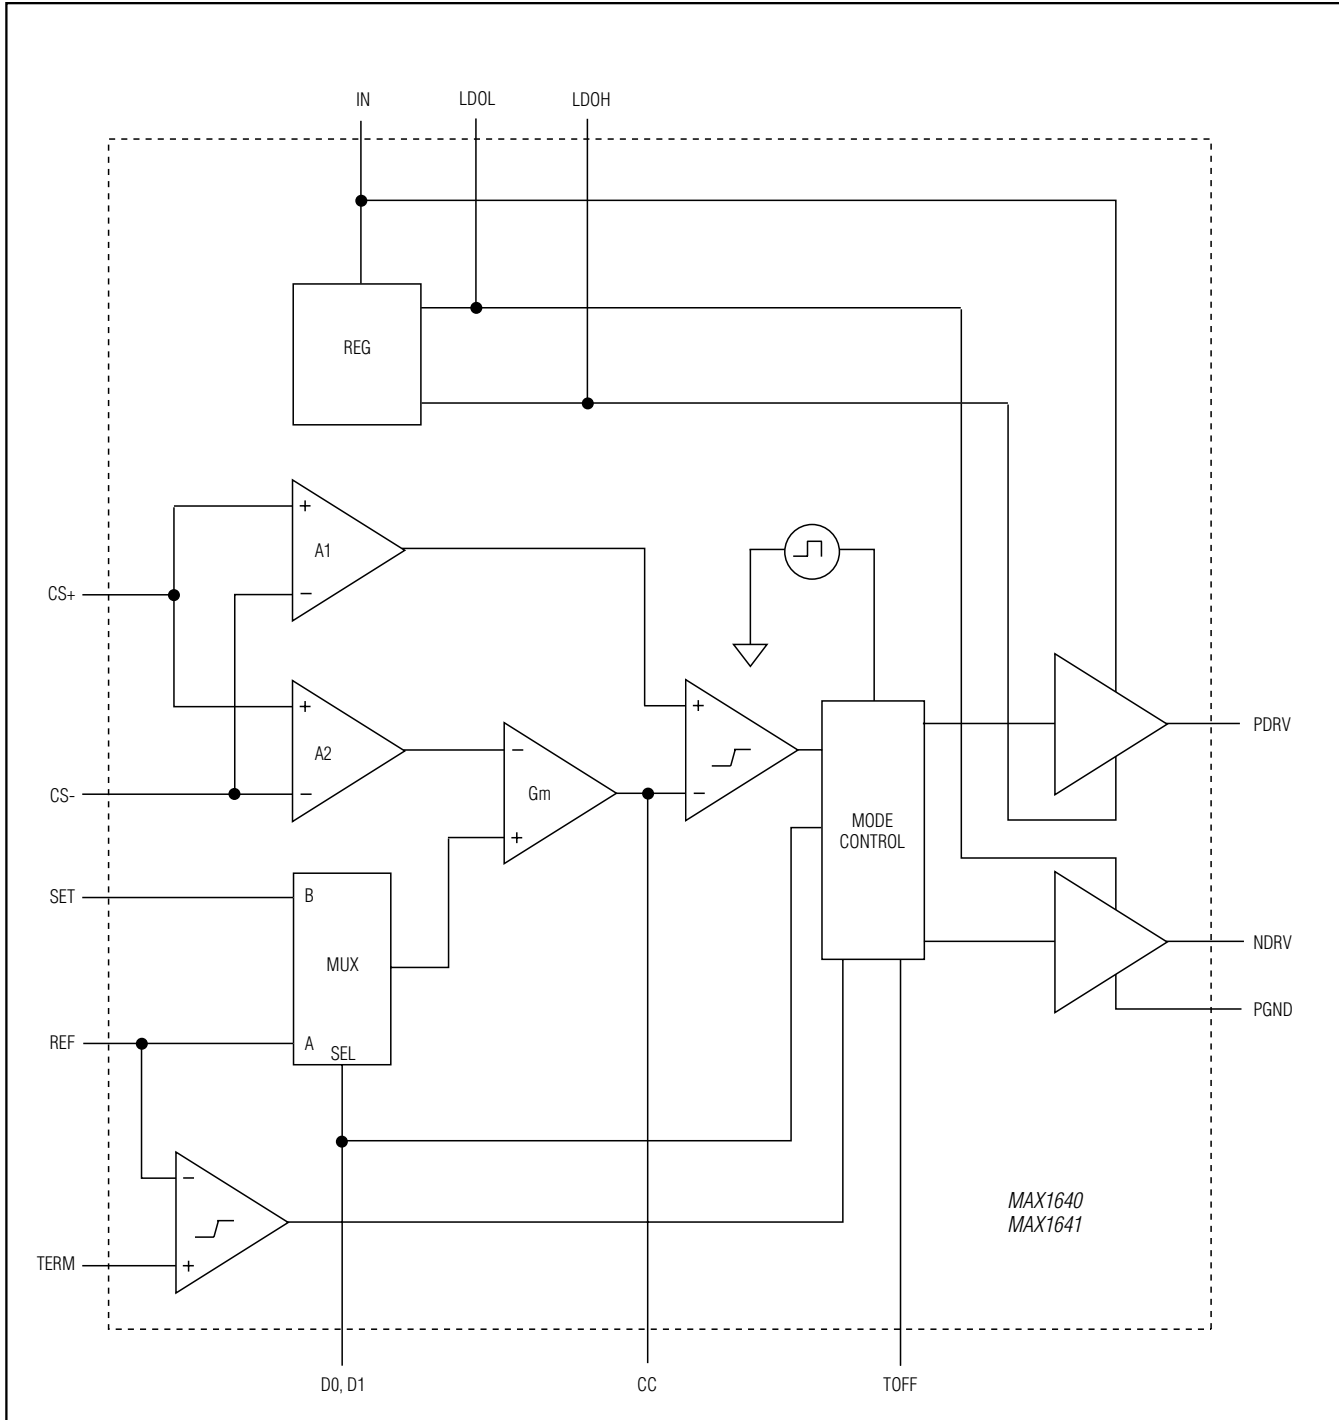 IN
LDOL
LDOH
REG
+
A1
−
CS+
+
A2
−
CS-
−
Gm
+
+
−
MODE
CONTROL
PDRV
SET
B
MUX
REF
A
SEL
NDRV
PGND
−
+
TERM
MAX1640
MAX1641
D0, D1
CC
TOFF